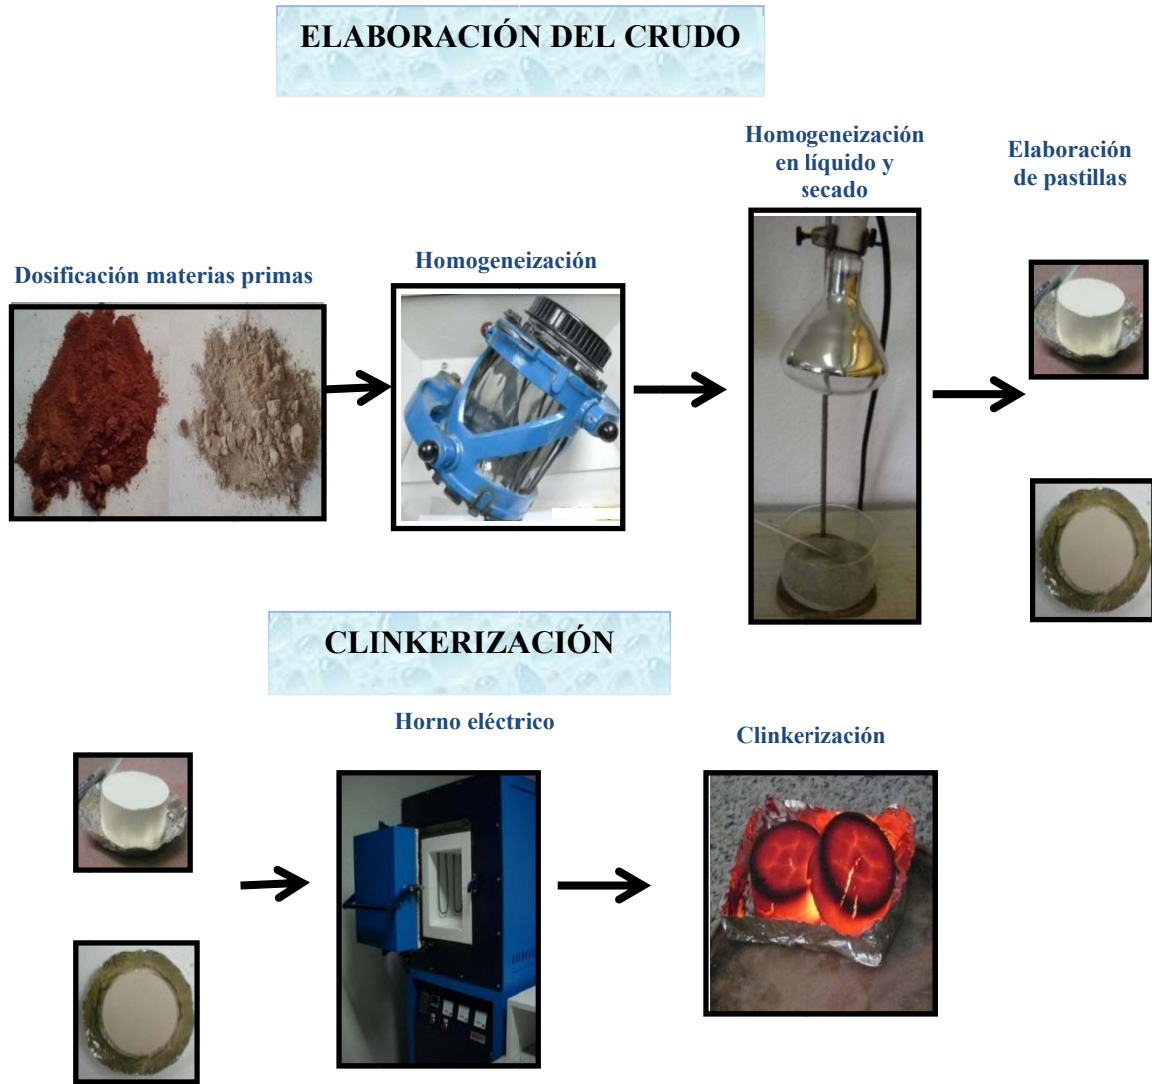 ELABORACIÓN DEL CRUDO
Dosificación materias primas
Homogeneización
Homogeneización
en líquido y
secado
Elaboración
de pastillas
CLINKERIZACIÓN
Horno eléctrico
Clinkerización